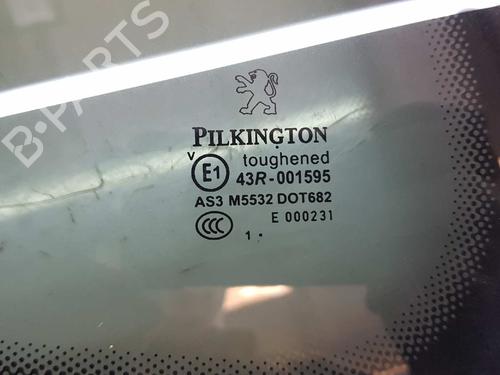 B-PARTS
PILKINGTON
V E1 toughened
43R-001595
AS3 M5532 DOT682
CCC E 000231
1 .